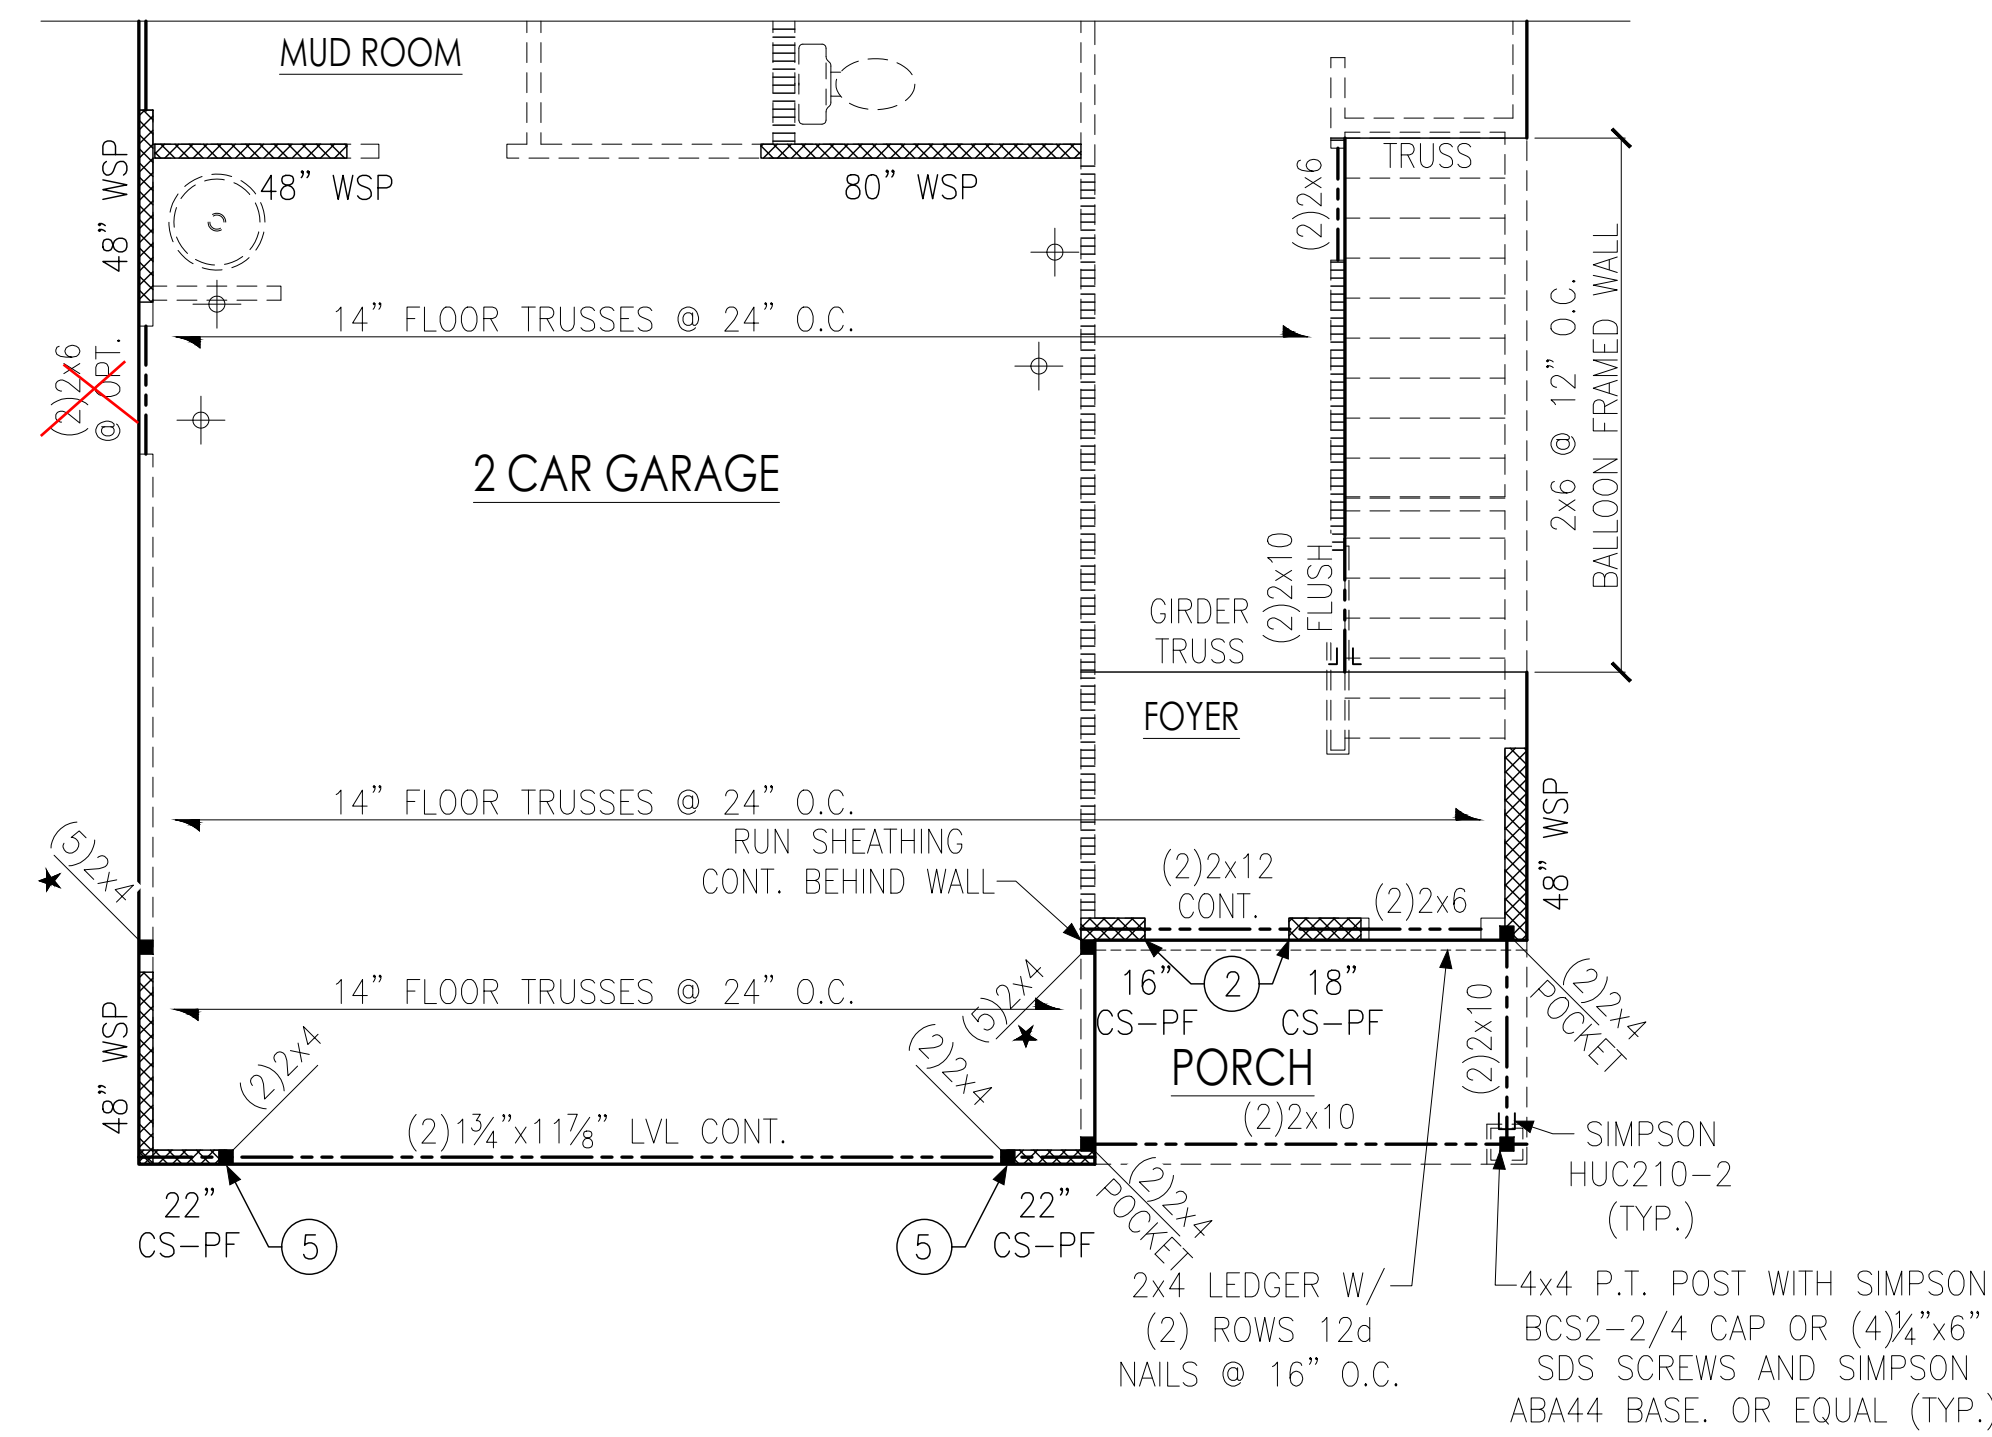 MUD ROOM
48” WSP
48” WSP
80” WSP
TRUSS
(2)2x6
14” FLOOR TRUSSES @ 24” O.C.
(2)2x6
@ OPT.
2 CAR GARAGE
2x6 @ 12” O.C.
BALLOON FRAMED WALL
(2)2x10
FLUSH
GIRDER
TRUSS
FOYER
14” FLOOR TRUSSES @ 24” O.C.
RUN SHEATHING
CONT. BEHIND WALL
(2)2x12
CONT.
(2)2x6
48” WSP
(5)2x4
★
14” FLOOR TRUSSES @ 24” O.C.
(5)2x4
★
16”
CS-PF
2
18”
CS-PF
(2)2x4
POCKET
48” WSP
(2)2x4
(2)2x4
PORCH
(2)2x10
(2)2x10
(2)1¾”x11⅞” LVL CONT.
SIMPSON
HUC210-2
(TYP.)
22”
CS-PF
5
5
22”
CS-PF
(2)2x4
POCKET
2x4 LEDGER W/
(2) ROWS 12d
NAILS @ 16” O.C.
4x4 P.T. POST WITH SIMPSON
BCS2-2/4 CAP OR (4)¼”x6”
SDS SCREWS AND SIMPSON
ABA44 BASE. OR EQUAL (TYP.)